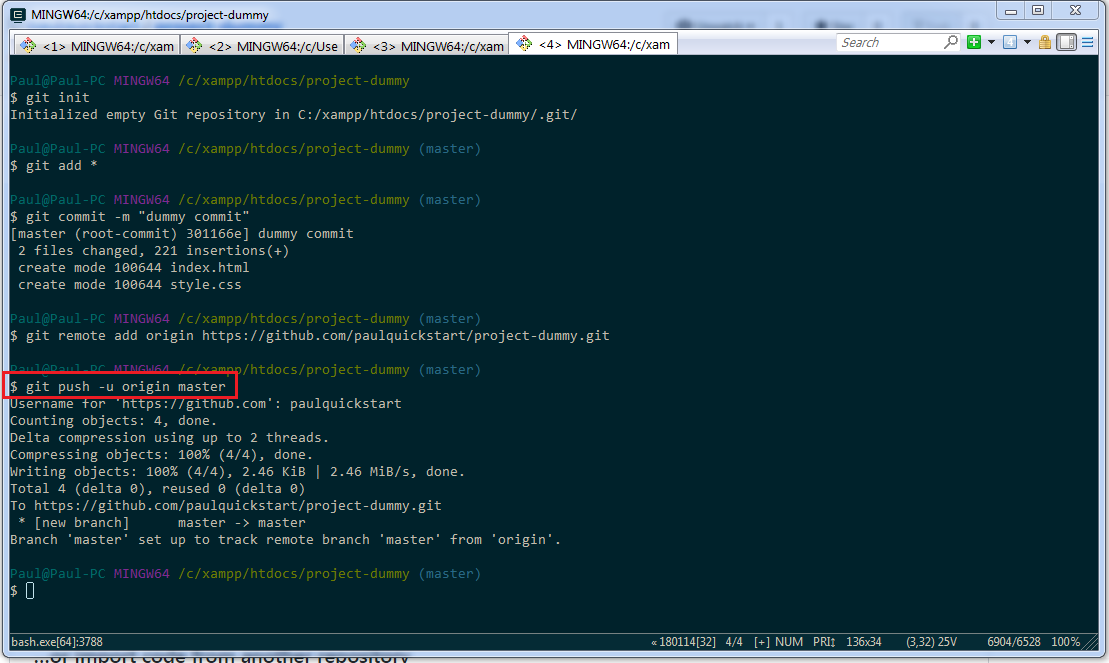 MINGW64:/c/xampp/htdocs/project-dummy
<1> MINGW64:/c/xam <2> MINGW64:/c/Use <3> MINGW64:/c/xam <4> MINGW64:/c/xam Search
Paul@Paul-PC MINGW64 /c/xampp/htdocs/project-dummy
$ git init
Initialized empty Git repository in C:/xampp/htdocs/project-dummy/.git/
Paul@Paul-PC MINGW64 /c/xampp/htdocs/project-dummy (master)
$ git add *
Paul@Paul-PC MINGW64 /c/xampp/htdocs/project-dummy (master)
$ git commit -m "dummy commit"
[master (root-commit) 301166e] dummy commit
 2 files changed, 221 insertions(+)
 create mode 100644 index.html
 create mode 100644 style.css
Paul@Paul-PC MINGW64 /c/xampp/htdocs/project-dummy (master)
$ git remote add origin https://github.com/paulquickstart/project-dummy.git
Paul@Paul-PC MINGW64 /c/xampp/htdocs/project-dummy (master)
$ git push -u origin master
Username for 'https://github.com': paulquickstart
Counting objects: 4, done.
Delta compression using up to 2 threads.
Compressing objects: 100% (4/4), done.
Writing objects: 100% (4/4), 2.46 KiB | 2.46 MiB/s, done.
Total 4 (delta 0), reused 0 (delta 0)
To https://github.com/paulquickstart/project-dummy.git
 * [new branch]      master -> master
Branch 'master' set up to track remote branch 'master' from 'origin'.
Paul@Paul-PC MINGW64 /c/xampp/htdocs/project-dummy (master)
$
bash.exe[64]:3788 «180114[32] 4/4 [+] NUM PRI↕ 136x34 (3,32) 25V 6904/6528 100%
...or import code from another repository